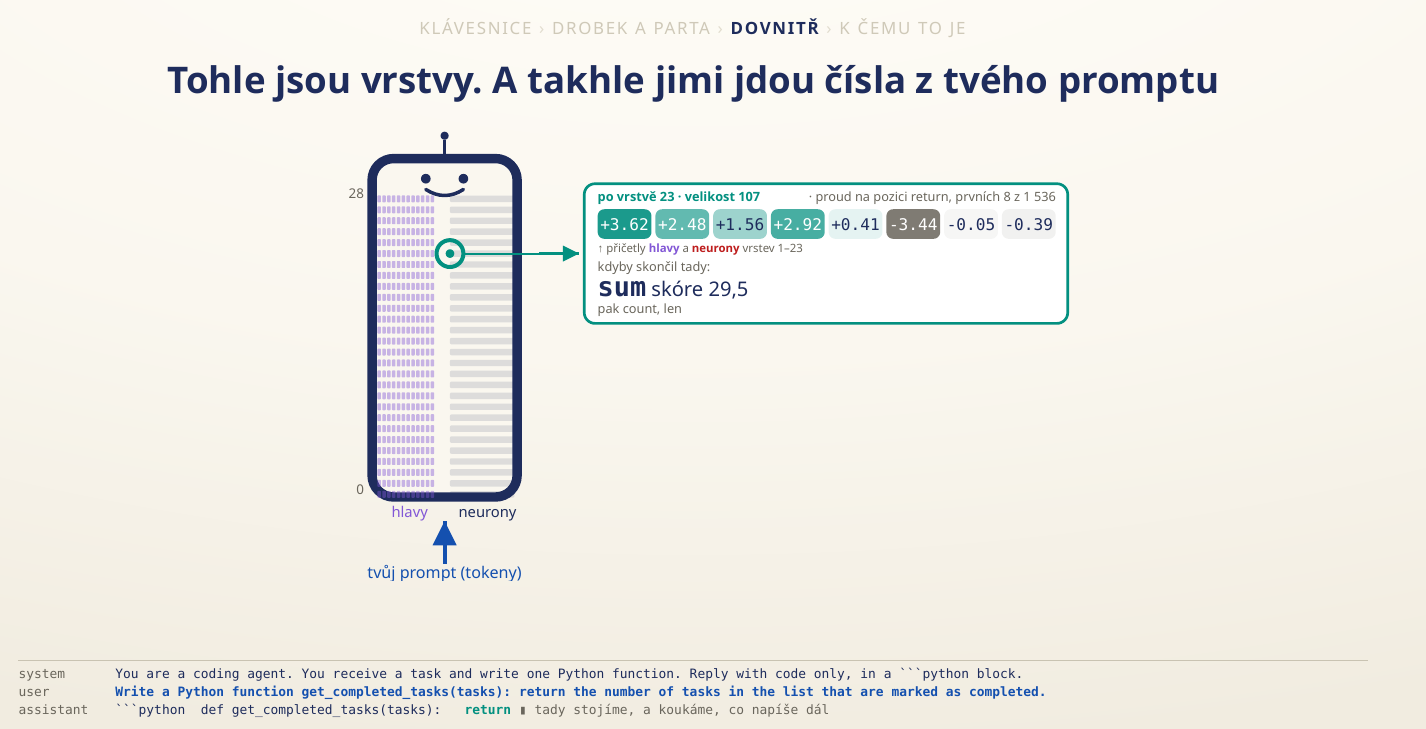 KLÁVESNICE › DROBEK A PARTA › DOVNITŘ › K ČEMU TO JE
Tohle jsou vrstvy. A takhle jimi jdou čísla z tvého promptu
28
po vrstvě 23 · velikost 107 · proud na pozici return, prvních 8 z 1 536
+3.62 +2.48 +1.56 +2.92 +0.41 -3.44 -0.05 -0.39
↑ přičetly hlavy a neurony vrstev 1–23
kdyby skončil tady:
sum skóre 29,5
pak count, len
0
hlavy neurony
tvůj prompt (tokeny)
system You are a coding agent. You receive a task and write one Python function. Reply with code only, in a ```python block.
user Write a Python function get_completed_tasks(tasks): return the number of tasks in the list that are marked as completed.
assistant ```python def get_completed_tasks(tasks): return ▮ tady stojíme, a koukáme, co napíše dál